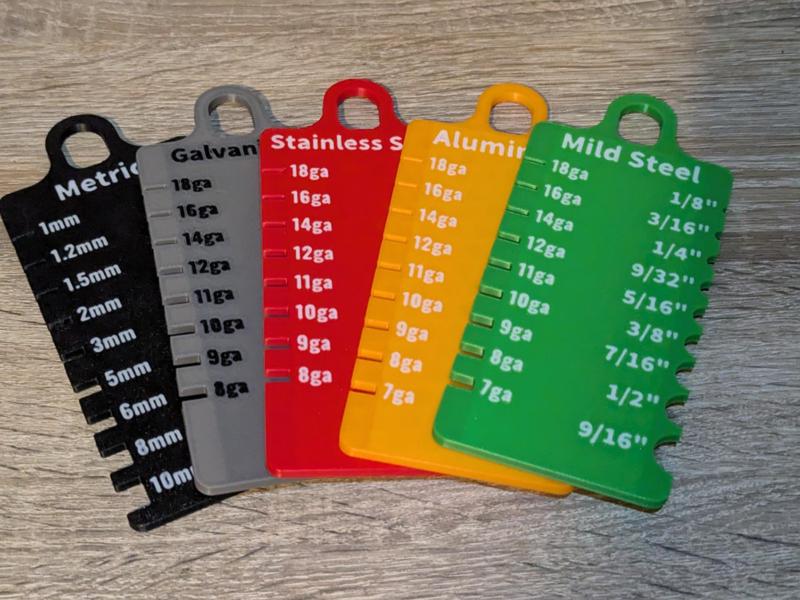 Metric
1mm
1.2mm
1.5mm
2mm
3mm
5mm
6mm
8mm
10m
Galvani
18ga
16ga
14ga
12ga
11ga
10ga
9ga
8ga
Stainless S
18ga
16ga
14ga
12ga
11ga
10ga
9ga
8ga
Alumin
18ga
16ga
14ga
12ga
11ga
10ga
9ga
8ga
7ga
Mild Steel
18ga
16ga
14ga
12ga
11ga
10ga
9ga
8ga
7ga
1/8"
3/16"
1/4"
9/32"
5/16"
3/8"
7/16"
1/2"
9/16"